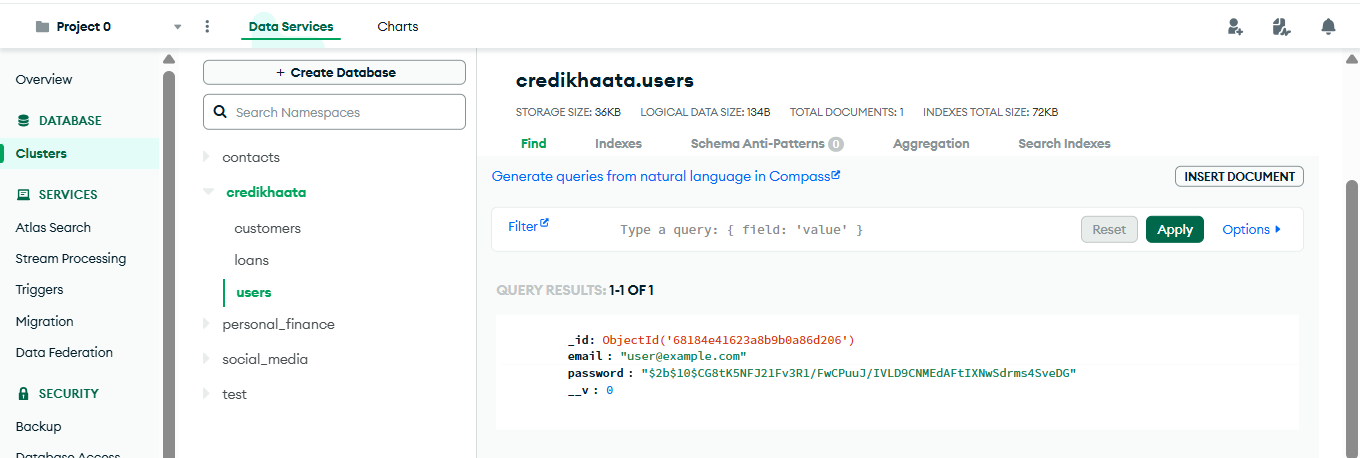 Project 0
Data Services
Charts
Overview
DATABASE
Clusters
SERVICES
Atlas Search
Stream Processing
Triggers
Migration
Data Federation
SECURITY
Backup
Database Access
+ Create Database
Search Namespaces
contacts
credikhaata
customers
loans
users
personal_finance
social_media
test
credikhaata.users
STORAGE SIZE: 36KB LOGICAL DATA SIZE: 134B TOTAL DOCUMENTS: 1 INDEXES TOTAL SIZE: 72KB
Find Indexes Schema Anti-Patterns 0 Aggregation Search Indexes
Generate queries from natural language in Compass
INSERT DOCUMENT
Filter Type a query: { field: 'value' } Reset Apply Options
QUERY RESULTS: 1-1 OF 1
_id: ObjectId('68184e41623a8b9b0a86d206')
email : "user@example.com"
password : "$2b$10$CG8tK5NFJ21Fv3R1/FwCPuuJ/IVLD9CNMEdAFtIXNwSdrms4SveDG"
__v : 0